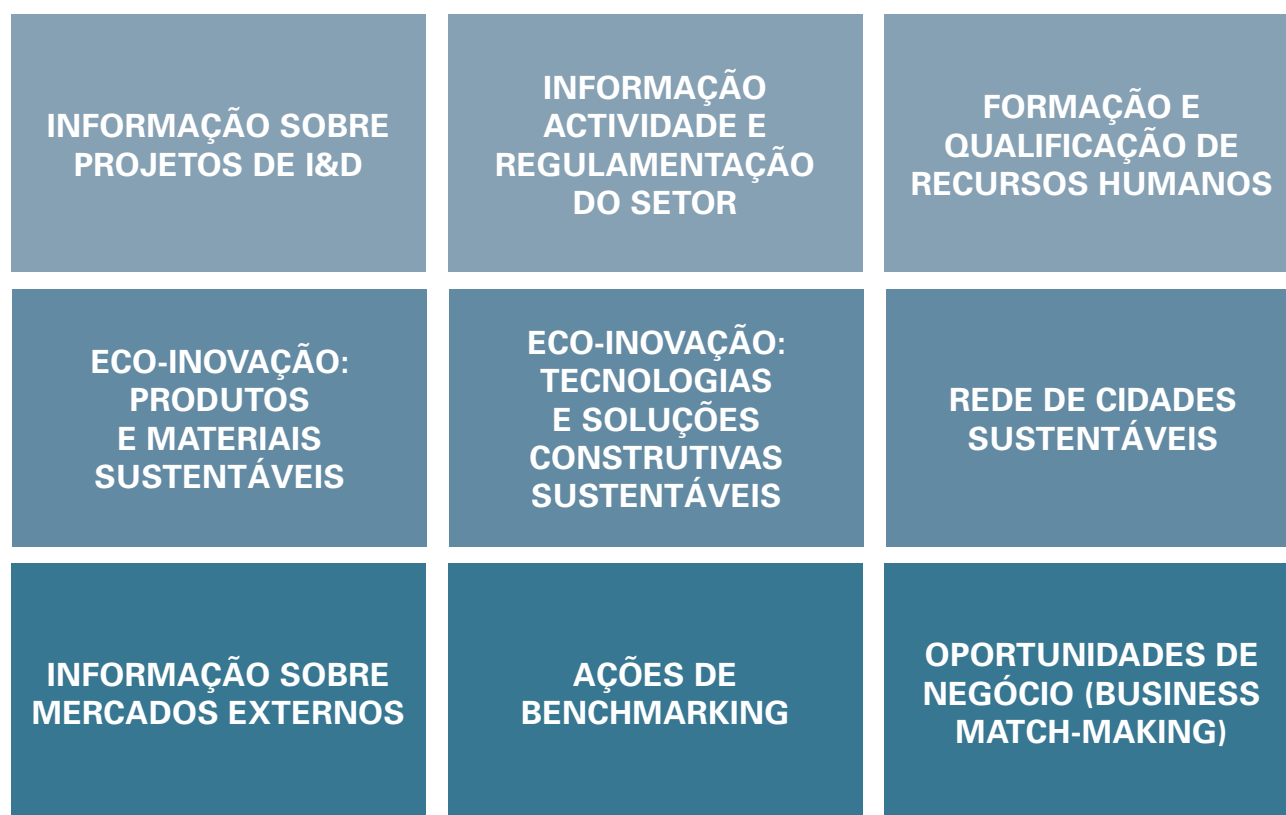 INFORMAÇÃO SOBRE
PROJETOS DE I&D
INFORMAÇÃO
ACTIVIDADE E
REGULAMENTAÇÃO
DO SETOR
FORMAÇÃO E
QUALIFICAÇÃO DE
RECURSOS HUMANOS
ECO-INOVAÇÃO:
PRODUTOS
E MATERIAIS
SUSTENTÁVEIS
ECO-INOVAÇÃO:
TECNOLOGIAS
E SOLUÇÕES
CONSTRUTIVAS
SUSTENTÁVEIS
REDE DE CIDADES
SUSTENTÁVEIS
INFORMAÇÃO SOBRE
MERCADOS EXTERNOS
AÇÕES DE
BENCHMARKING
OPORTUNIDADES DE
NEGÓCIO (BUSINESS
MATCH-MAKING)